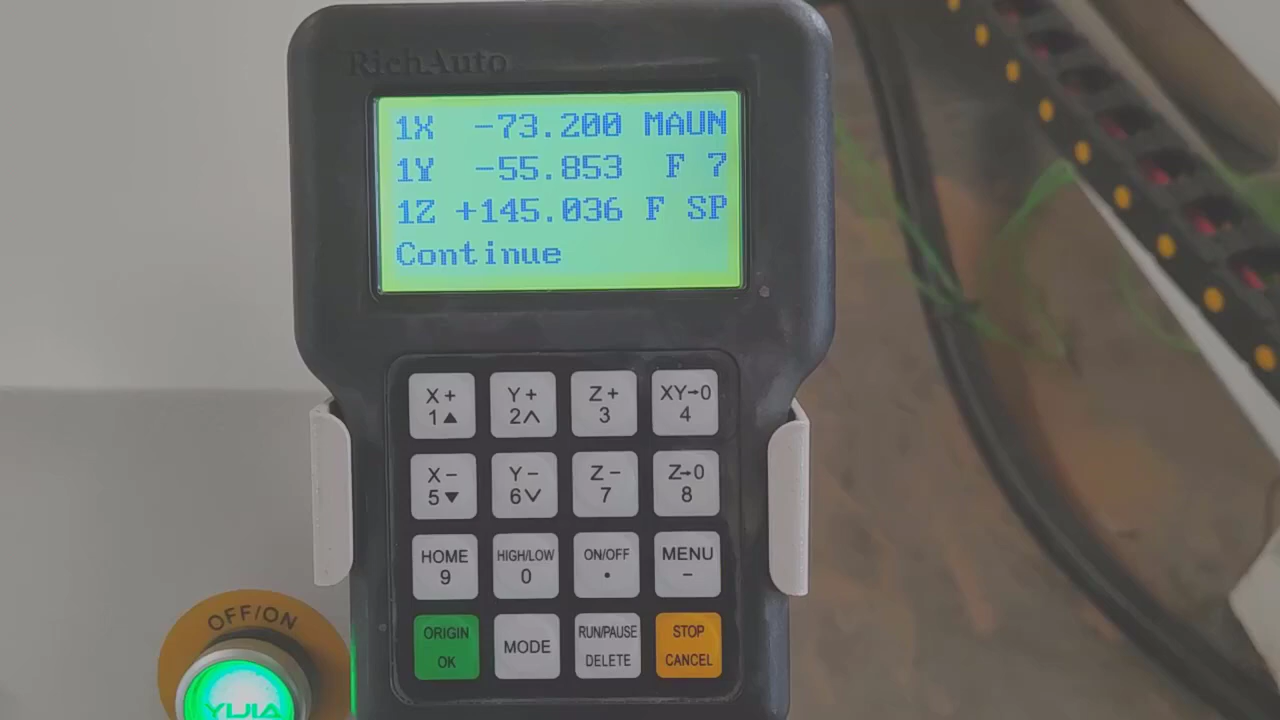 RichAuto
1X -73.200 MAUN
1Y -55.853 F 7
1Z +145.036 F SP
Continue
X+ Y+ Z+ XY→0
1▲ 2∧ 3 4
X- Y- Z- Z→0
5▼ 6∨ 7 8
HOME HIGH/LOW ON/OFF MENU
9 0 • -
ORIGIN MODE RUN/PAUSE STOP
OK DELETE CANCEL
OFF/ON
YIJIA